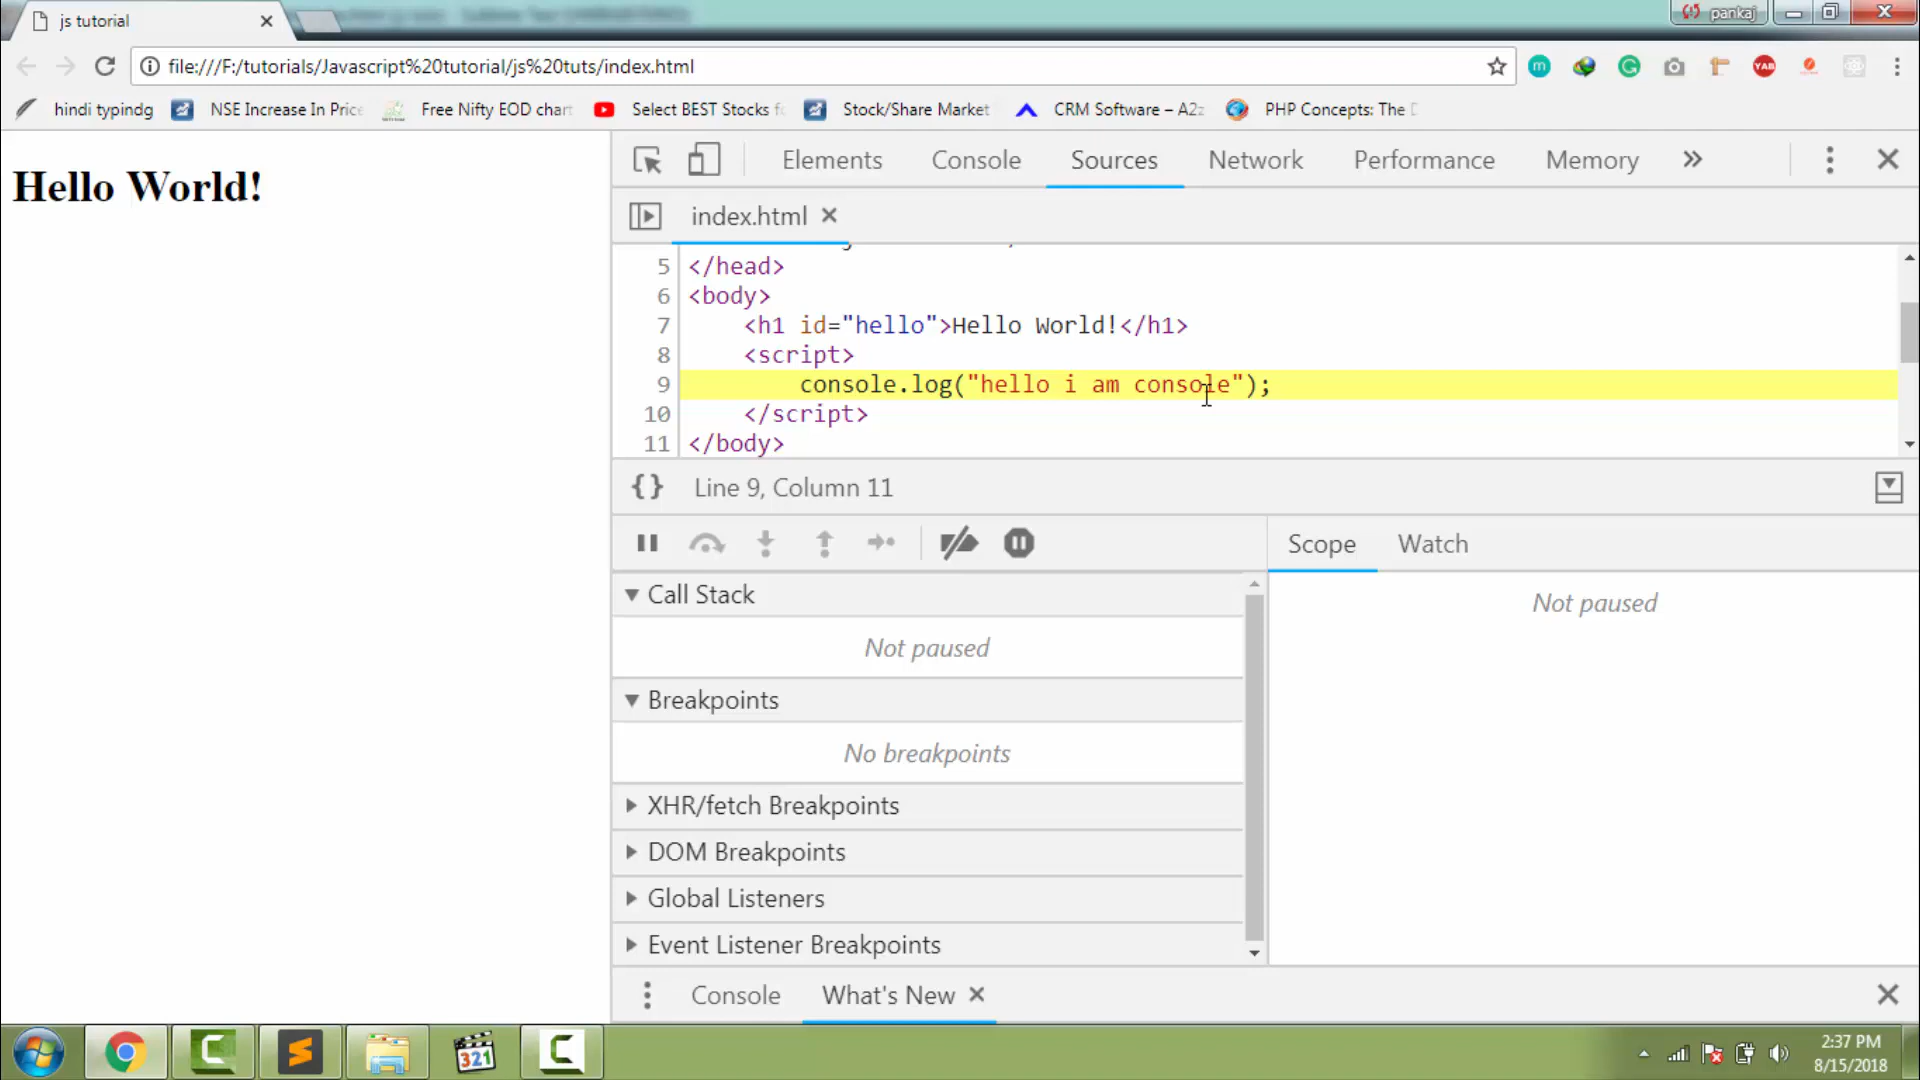 js tutorial
pankaj
file:///F:/tutorials/Javascript%20tutorial/js%20tuts/index.html
hindi typindg NSE Increase In Price Free Nifty EOD chart Select BEST Stocks Stock/Share Market CRM Software – A2z PHP Concepts: The
Hello World!
Elements Console Sources Network Performance Memory
index.html
5 </head>
6 <body>
7 <h1 id="hello">Hello World!</h1>
8 <script>
9 console.log("hello i am console");
10 </script>
11 </body>
{} Line 9, Column 11
Scope Watch
Call Stack
Not paused
Not paused
Breakpoints
No breakpoints
XHR/fetch Breakpoints
DOM Breakpoints
Global Listeners
Event Listener Breakpoints
Console What's New
321
2:37 PM
8/15/2018